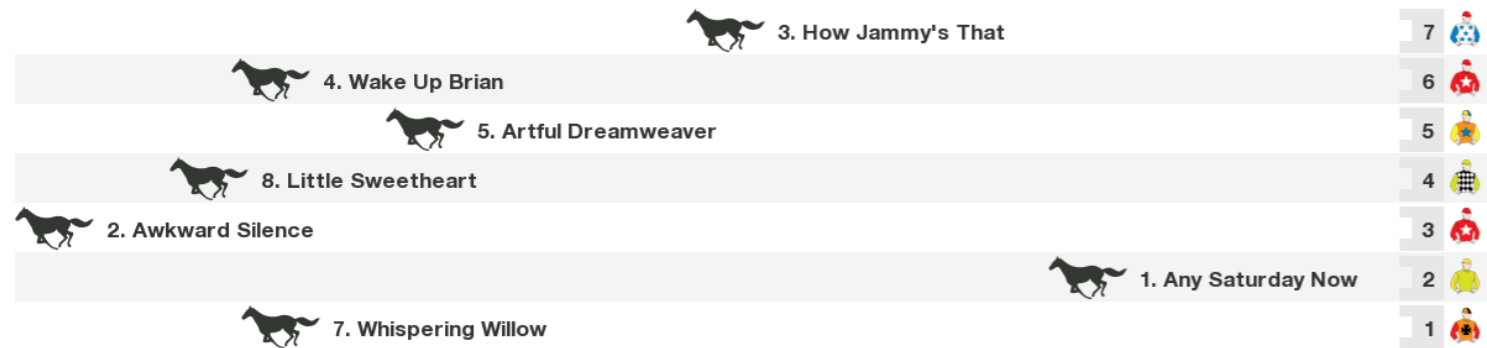 3. How Jammy's That 7
4. Wake Up Brian 6
5. Artful Dreamweaver 5
8. Little Sweetheart 4
2. Awkward Silence 3
1. Any Saturday Now 2
7. Whispering Willow 1